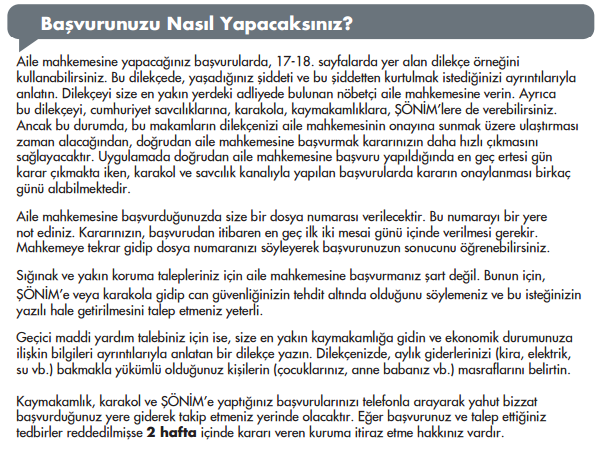 Başvurunuzu Nasıl Yapacaksınız?
Aile mahkemesine yapacağınız başvurularda, 17-18. sayfalarda yer alan dilekçe örneğini
kullanabilirsiniz. Bu dilekçede, yaşadığınız şiddeti ve bu şiddetten kurtulmak istediğinizi ayrıntılarıyla
anlatın. Dilekçeyi size en yakın yerdeki adliyede bulunan nöbetçi aile mahkemesine verin. Ayrıca
bu dilekçeyi, cumhuriyet savcılıklarına, karakola, kaymakamlıklara, ŞÖNİM'lere de verebilirsiniz.
Ancak bu durumda, bu makamların dilekçenizi aile mahkemesinin onayına sunmak üzere ulaştırması
zaman alacağından, doğrudan aile mahkemesine başvurmak kararınızın daha hızlı çıkmasını
sağlayacaktır. Uygulamada doğrudan aile mahkemesine başvuru yapıldığında en geç ertesi gün
karar çıkmakta iken, karakol ve savcılık kanalıyla yapılan başvurularda kararın onaylanması birkaç
günü alabilmektedir.
Aile mahkemesine başvurduğunuzda size bir dosya numarası verilecektir. Bu numarayı bir yere
not ediniz. Kararınızın, başvurudan itibaren en geç ilk iki mesai günü içinde verilmesi gerekir.
Mahkemeye tekrar gidip dosya numaranızı söyleyerek başvurunuzun sonucunu öğrenebilirsiniz.
Sığınak ve yakın koruma talepleriniz için aile mahkemesine başvurmanız şart değil. Bunun için,
ŞÖNİM'e veya karakola gidip can güvenliğinizin tehdit altında olduğunu söylemeniz ve bu isteğinizin
yazılı hale getirilmesini talep etmeniz yeterli.
Geçici maddi yardım talebiniz için ise, size en yakın kaymakamlığa gidin ve ekonomik durumunuza
ilişkin bilgileri ayrıntılarıyla anlatan bir dilekçe yazın. Dilekçenizde, aylık giderlerinizi (kira, elektrik,
su vb.) bakmakla yükümlü olduğunuz kişilerin (çocuklarınız, anne babanız vb.) masraflarını belirtin.
Kaymakamlık, karakol ve ŞÖNİM'e yaptığınız başvurularınızı telefonla arayarak yahut bizzat
başvurduğunuz yere giderek takip etmeniz yerinde olacaktır. Eğer başvurunuz ve talep ettiğiniz
tedbirler reddedilmişse 2 hafta içinde kararı veren kuruma itiraz etme hakkınız vardır.